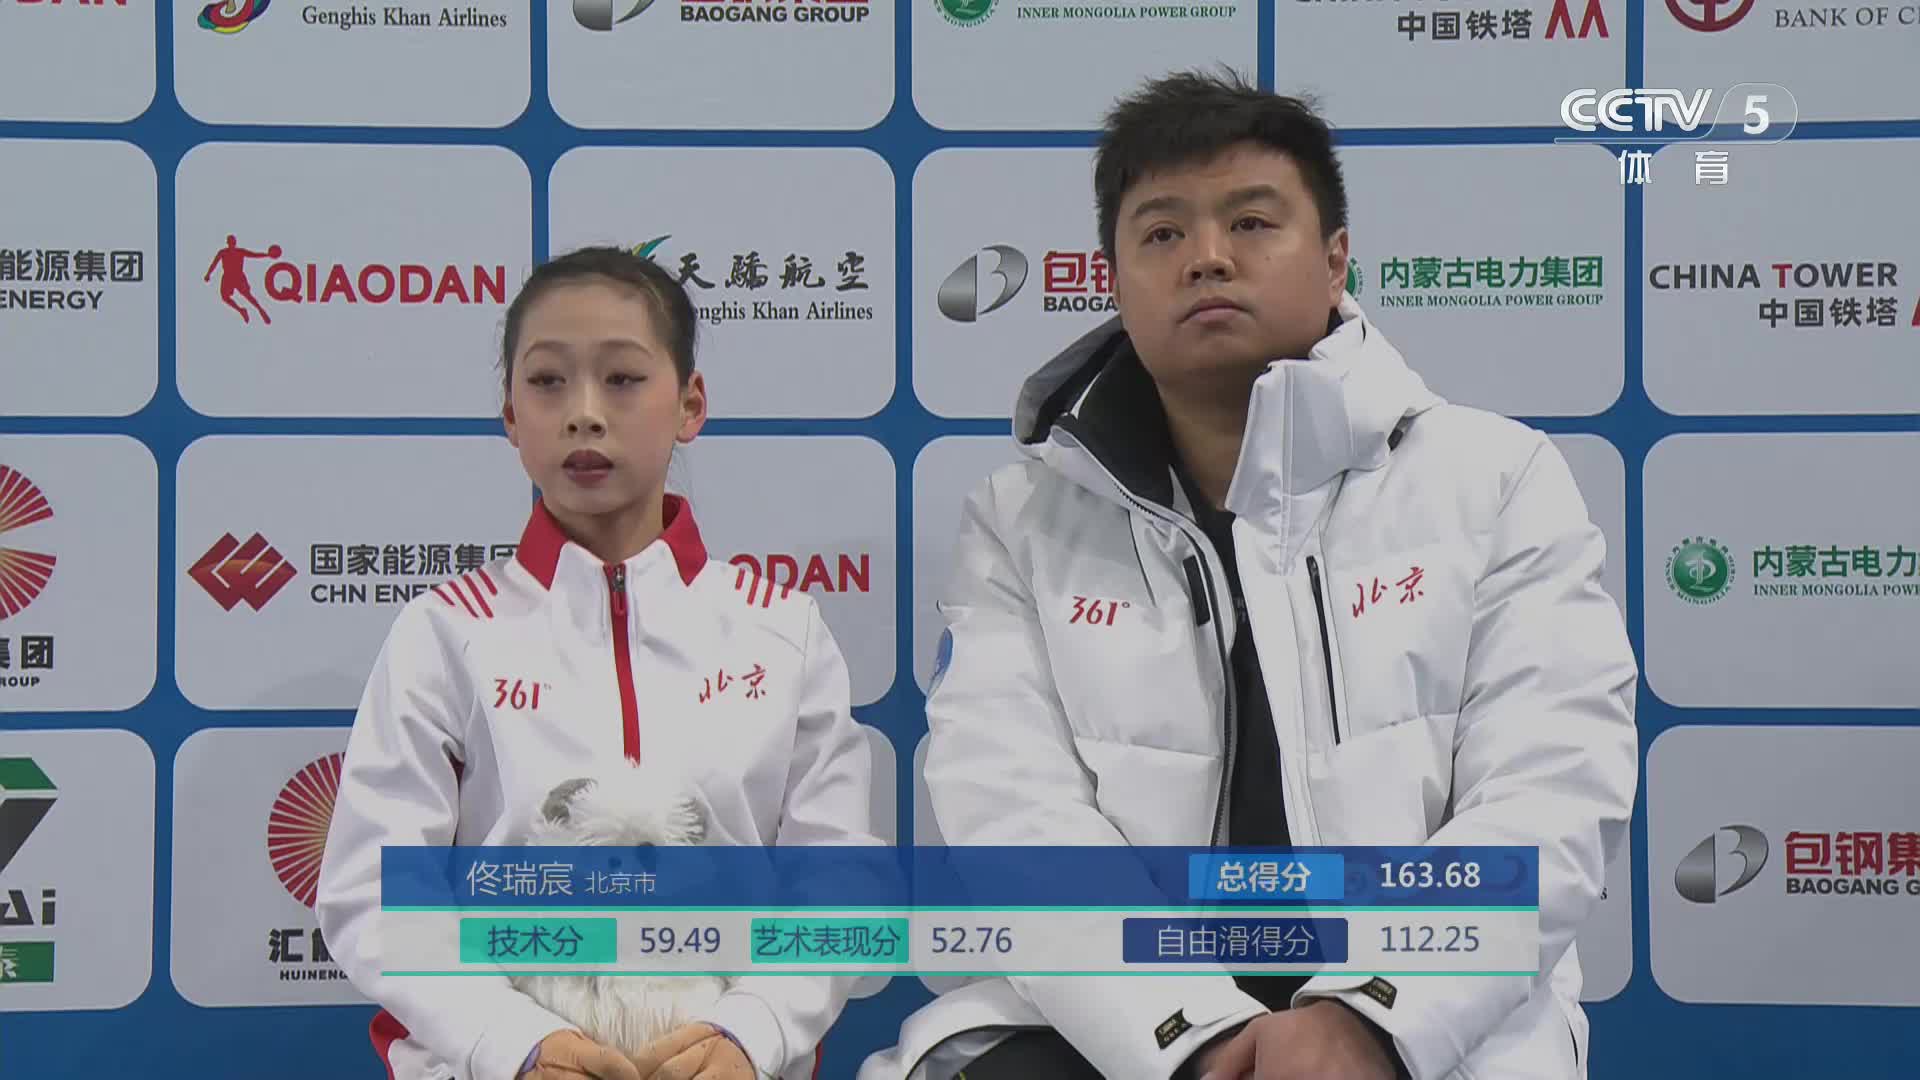 Genghis Khan Airlines
BAOGANG GROUP
INNER MONGOLIA POWER GROUP
中国铁塔
BANK OF
CCTV 5
体育
能源集团
ENERGY
QIAODAN
天骄航空
enghis Khan Airlines
包钢
BAOGA
内蒙古电力集团
INNER MONGOLIA POWER GROUP
CHINA TOWER
中国铁塔
国家能源集团
CHN ENE
ODAN
361°
北京
361°
北京
内蒙古电力
INNER MONGOLIA POWER
集团
ROUP
包钢集
BAOGANG G
汇
HUINENG
泰
佟瑞宸 北京市 总得分 163.68
技术分 59.49 艺术表现分 52.76 自由滑得分 112.25